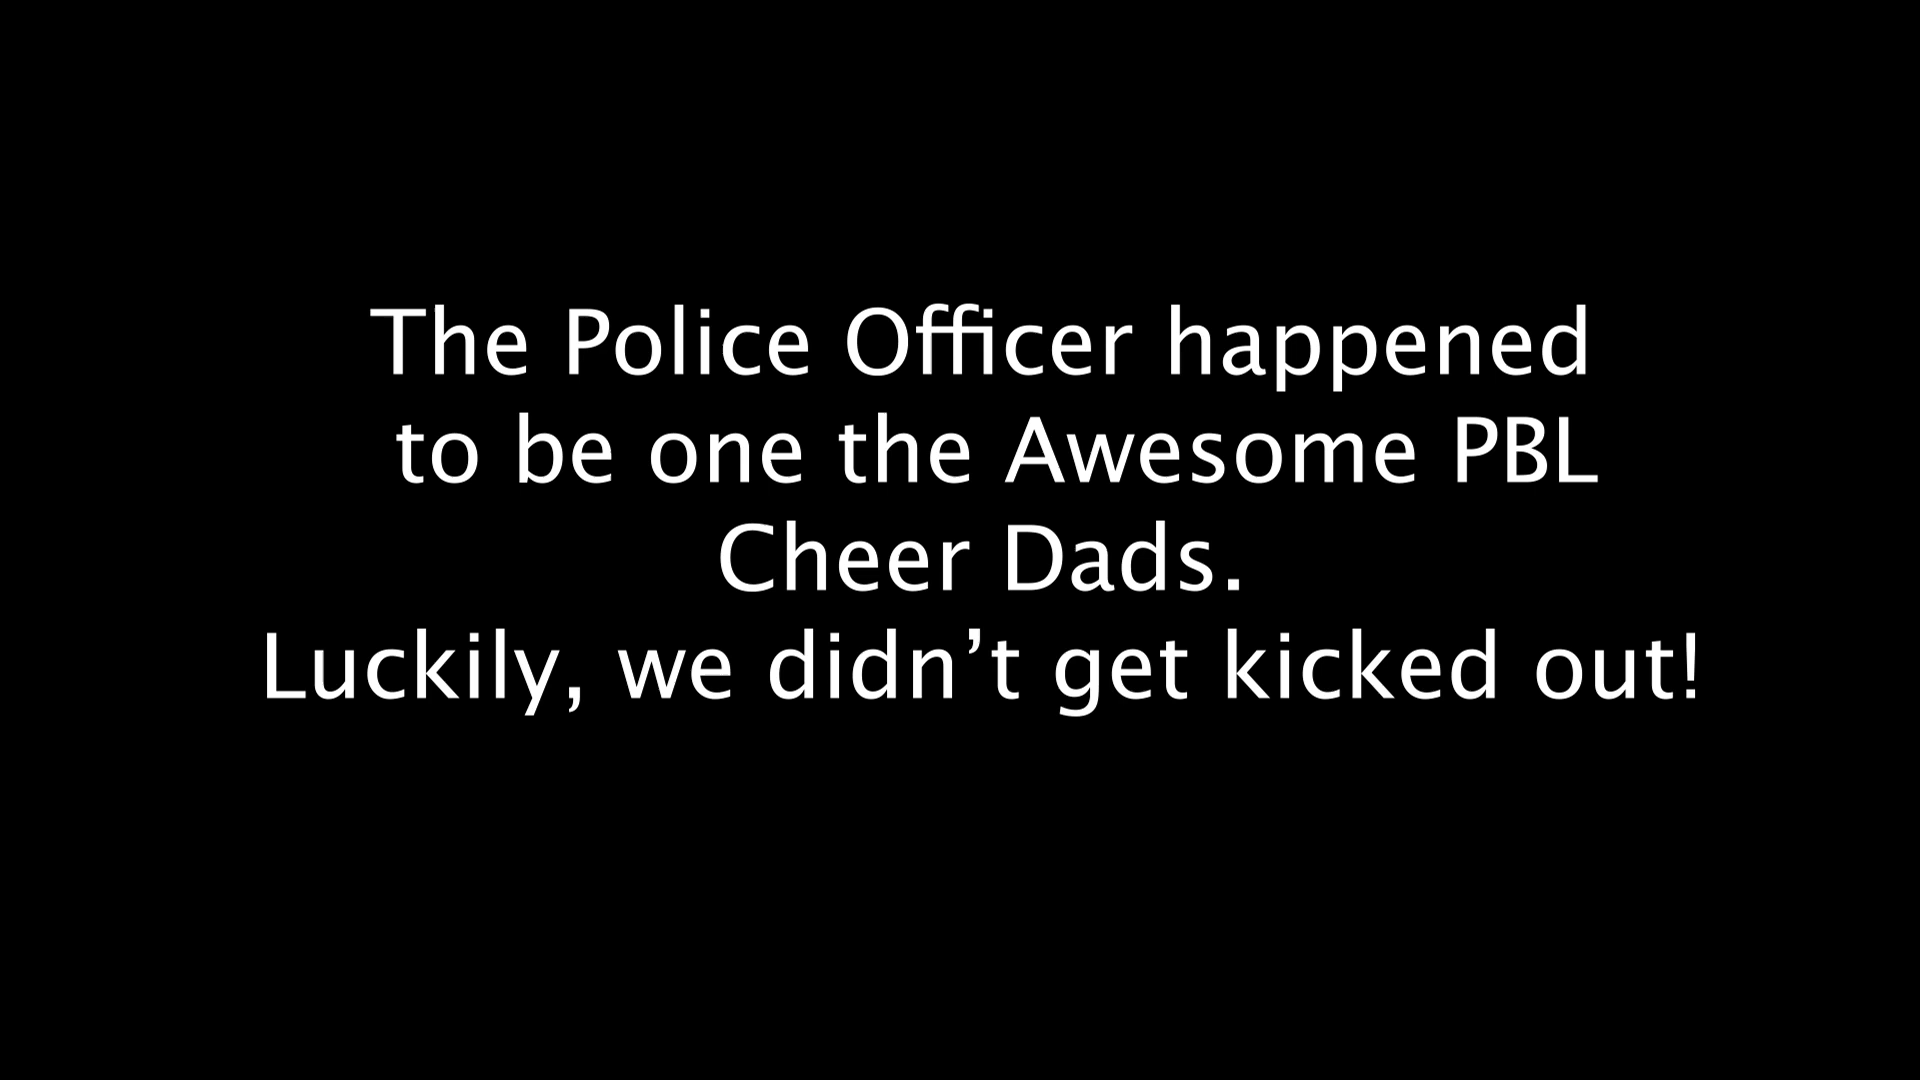 The Police Officer happened
to be one the Awesome PBL
Cheer Dads.
Luckily, we didn’t get kicked out!